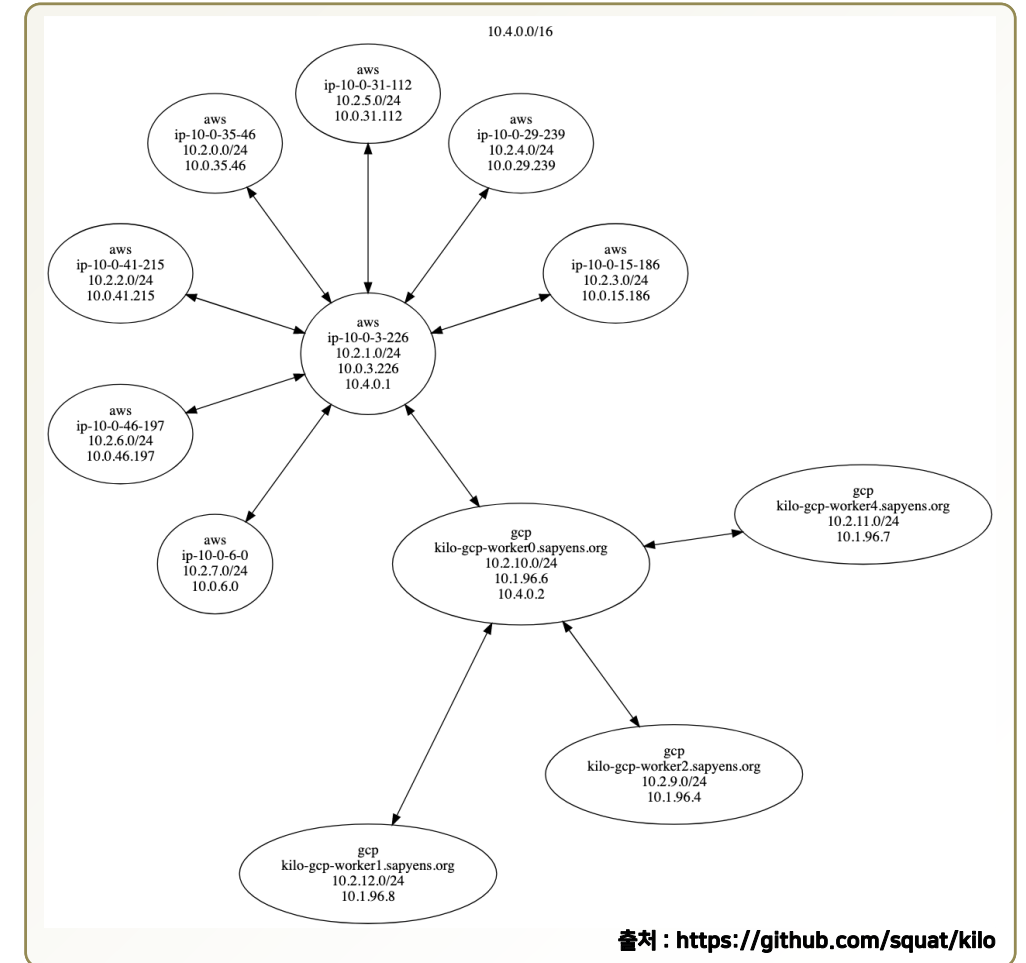 10.4.0.0/16
aws
ip-10-0-31-112
10.2.5.0/24
10.0.31.112
aws
ip-10-0-35-46
10.2.0.0/24
10.0.35.46
aws
ip-10-0-29-239
10.2.4.0/24
10.0.29.239
aws
ip-10-0-41-215
10.2.2.0/24
10.0.41.215
aws
ip-10-0-15-186
10.2.3.0/24
10.0.15.186
aws
ip-10-0-3-226
10.2.1.0/24
10.0.3.226
10.4.0.1
aws
ip-10-0-46-197
10.2.6.0/24
10.0.46.197
aws
ip-10-0-6-0
10.2.7.0/24
10.0.6.0
gcp
kilo-gcp-worker0.sapyens.org
10.2.10.0/24
10.1.96.6
10.4.0.2
gcp
kilo-gcp-worker4.sapyens.org
10.2.11.0/24
10.1.96.7
gcp
kilo-gcp-worker2.sapyens.org
10.2.9.0/24
10.1.96.4
gcp
kilo-gcp-worker1.sapyens.org
10.2.12.0/24
10.1.96.8
출처 : https://github.com/squat/kilo